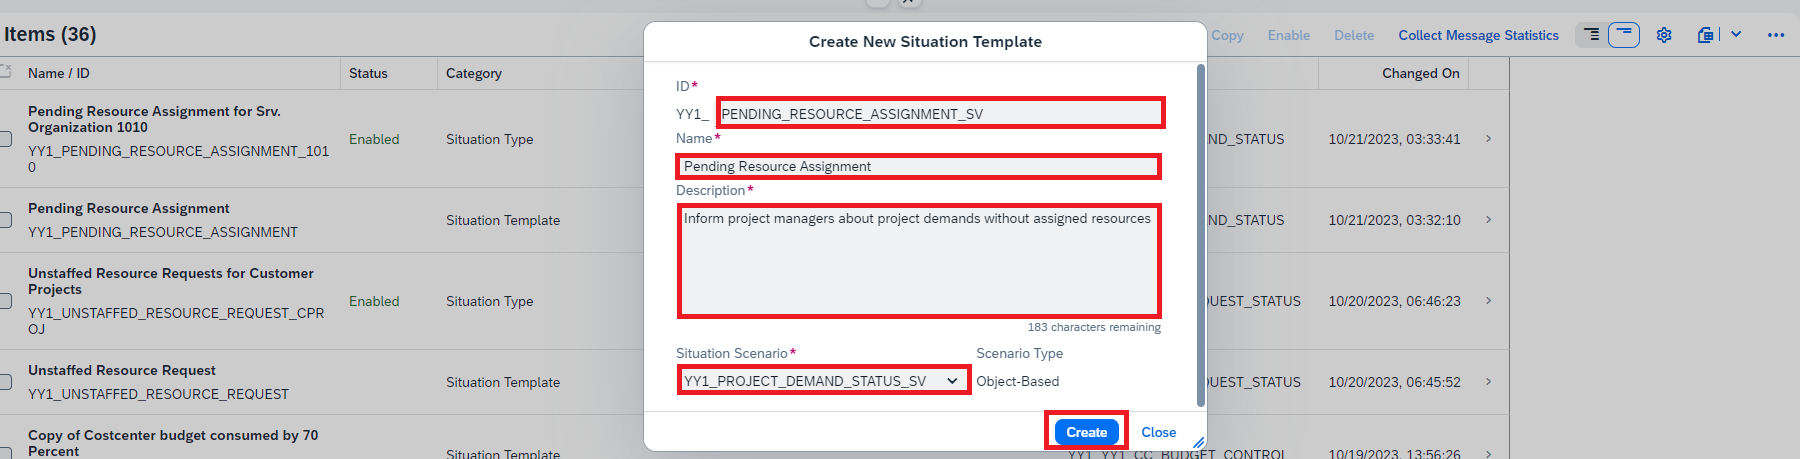 Items (36)
Copy
Enable
Delete
Collect Message Statistics
Name / ID
Status
Category
Changed On
Pending Resource Assignment for Srv.
Organization 1010
YY1_PENDING_RESOURCE_ASSIGNMENT_101
0
Enabled
Situation Type
ND_STATUS
10/21/2023, 03:33:41
Pending Resource Assignment
YY1_PENDING_RESOURCE_ASSIGNMENT
Situation Template
ND_STATUS
10/21/2023, 03:32:10
Unstaffed Resource Requests for Customer
Projects
YY1_UNSTAFFED_RESOURCE_REQUEST_CPR
OJ
Enabled
Situation Type
UEST_STATUS
10/20/2023, 06:46:23
Unstaffed Resource Request
YY1_UNSTAFFED_RESOURCE_REQUEST
Situation Template
UEST_STATUS
10/20/2023, 06:45:52
Copy of Costcenter budget consumed by 70
Percent
Situation Template
YY1_YY1_CC_BUDGET_CONTROL
10/19/2023, 13:56:26
Create New Situation Template
ID*
YY1_ PENDING_RESOURCE_ASSIGNMENT_SV
Name*
Pending Resource Assignment
Description*
Inform project managers about project demands without assigned resources
183 characters remaining
Situation Scenario*
Scenario Type
YY1_PROJECT_DEMAND_STATUS_SV
Object-Based
Create
Close